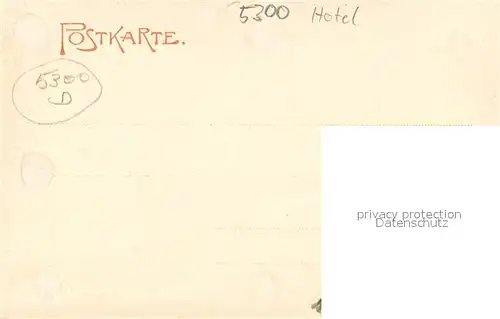 5300 Hotel
POSTKARTE.
5300
D
privacy protection
Datenschutz